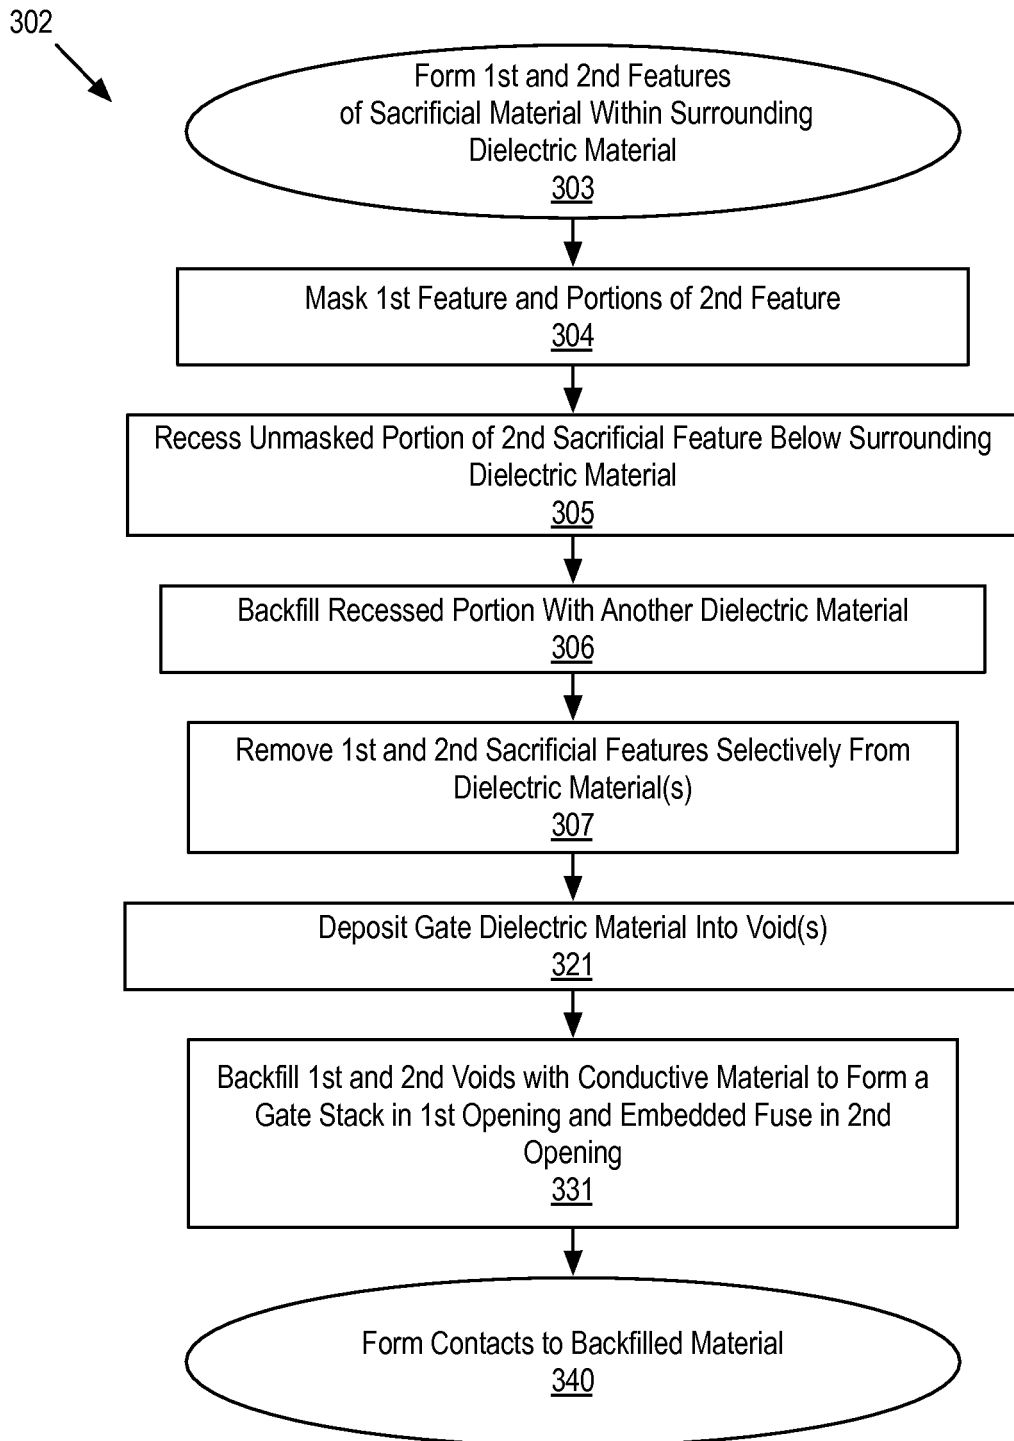 302
Form 1st and 2nd Features
of Sacrificial Material Within Surrounding
Dielectric Material
303
Mask 1st Feature and Portions of 2nd Feature
304
Recess Unmasked Portion of 2nd Sacrificial Feature Below Surrounding
Dielectric Material
305
Backfill Recessed Portion With Another Dielectric Material
306
Remove 1st and 2nd Sacrificial Features Selectively From
Dielectric Material(s)
307
Deposit Gate Dielectric Material Into Void(s)
321
Backfill 1st and 2nd Voids with Conductive Material to Form a
Gate Stack in 1st Opening and Embedded Fuse in 2nd
Opening
331
Form Contacts to Backfilled Material
340